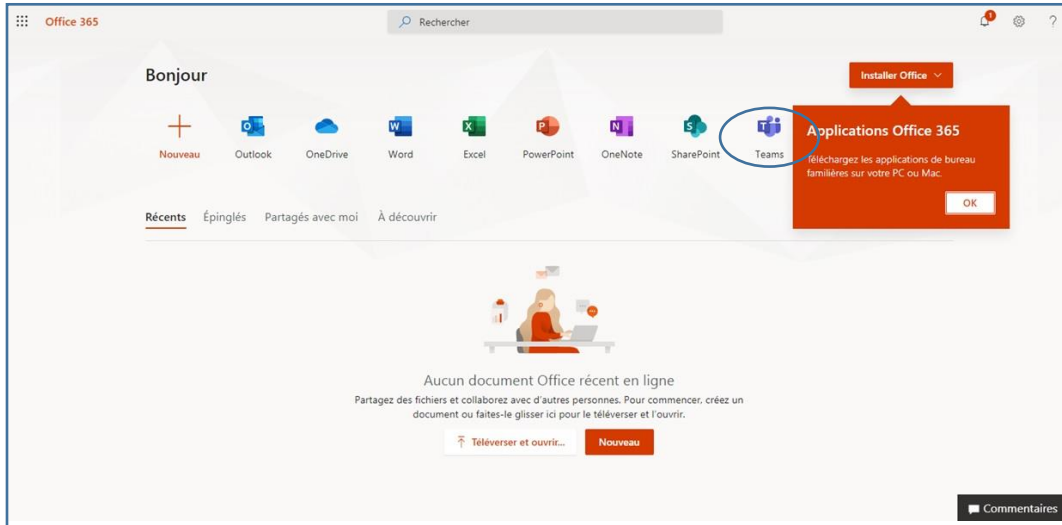 Office 365
Rechercher
1
?
Bonjour
Installer Office
Nouveau
Outlook
OneDrive
Word
Excel
PowerPoint
OneNote
SharePoint
Teams
Applications Office 365
Téléchargez les applications de bureau
familières sur votre PC ou Mac.
OK
Récents Épinglés Partagés avec moi À découvrir
Aucun document Office récent en ligne
Partagez des fichiers et collaborez avec d'autres personnes. Pour commencer, créez un
document ou faites-le glisser ici pour le téléverser et l'ouvrir.
Téléverser et ouvrir...
Nouveau
Commentaires